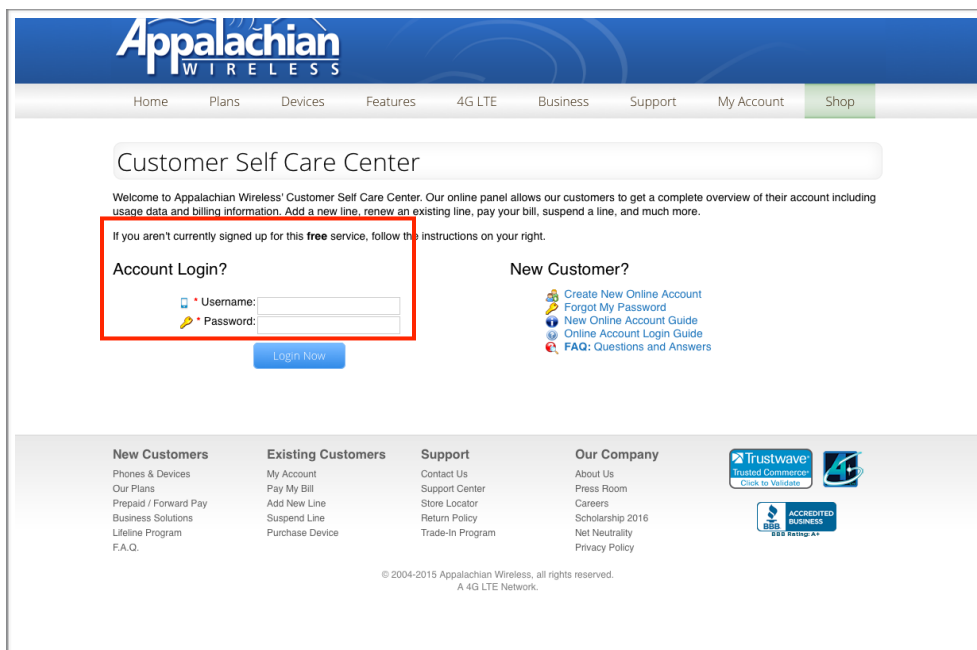 Appalachian
WIRELESS
Home Plans Devices Features 4G LTE Business Support My Account Shop
Customer Self Care Center
Welcome to Appalachian Wireless' Customer Self Care Center. Our online panel allows our customers to get a complete overview of their account including
usage data and billing information. Add a new line, renew an existing line, pay your bill, suspend a line, and much more.
If you aren't currently signed up for this free service, follow the instructions on your right.
Account Login?
* Username:
* Password:
Login Now
New Customer?
Create New Online Account
Forgot My Password
New Online Account Guide
Online Account Login Guide
FAQ: Questions and Answers
New Customers
Phones & Devices
Our Plans
Prepaid / Forward Pay
Business Solutions
Lifeline Program
F.A.Q.
Existing Customers
My Account
Pay My Bill
Add New Line
Suspend Line
Purchase Device
Support
Contact Us
Support Center
Store Locator
Return Policy
Trade-In Program
Our Company
About Us
Press Room
Careers
Scholarship 2016
Net Neutrality
Privacy Policy
Trustwave
Trusted Commerce
Click to Validate
BBB
ACCREDITED
BUSINESS
BBB Rating: A+
© 2004-2015 Appalachian Wireless, all rights reserved.
A 4G LTE Network.